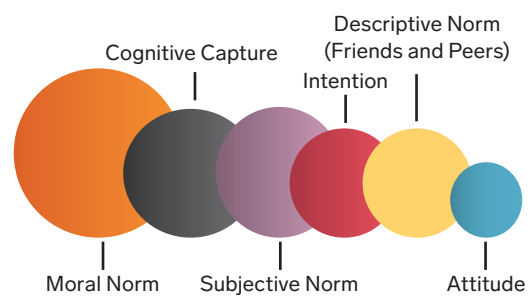 Descriptive Norm
(Friends and Peers)
Cognitive Capture
Intention
Moral Norm
Subjective Norm
Attitude